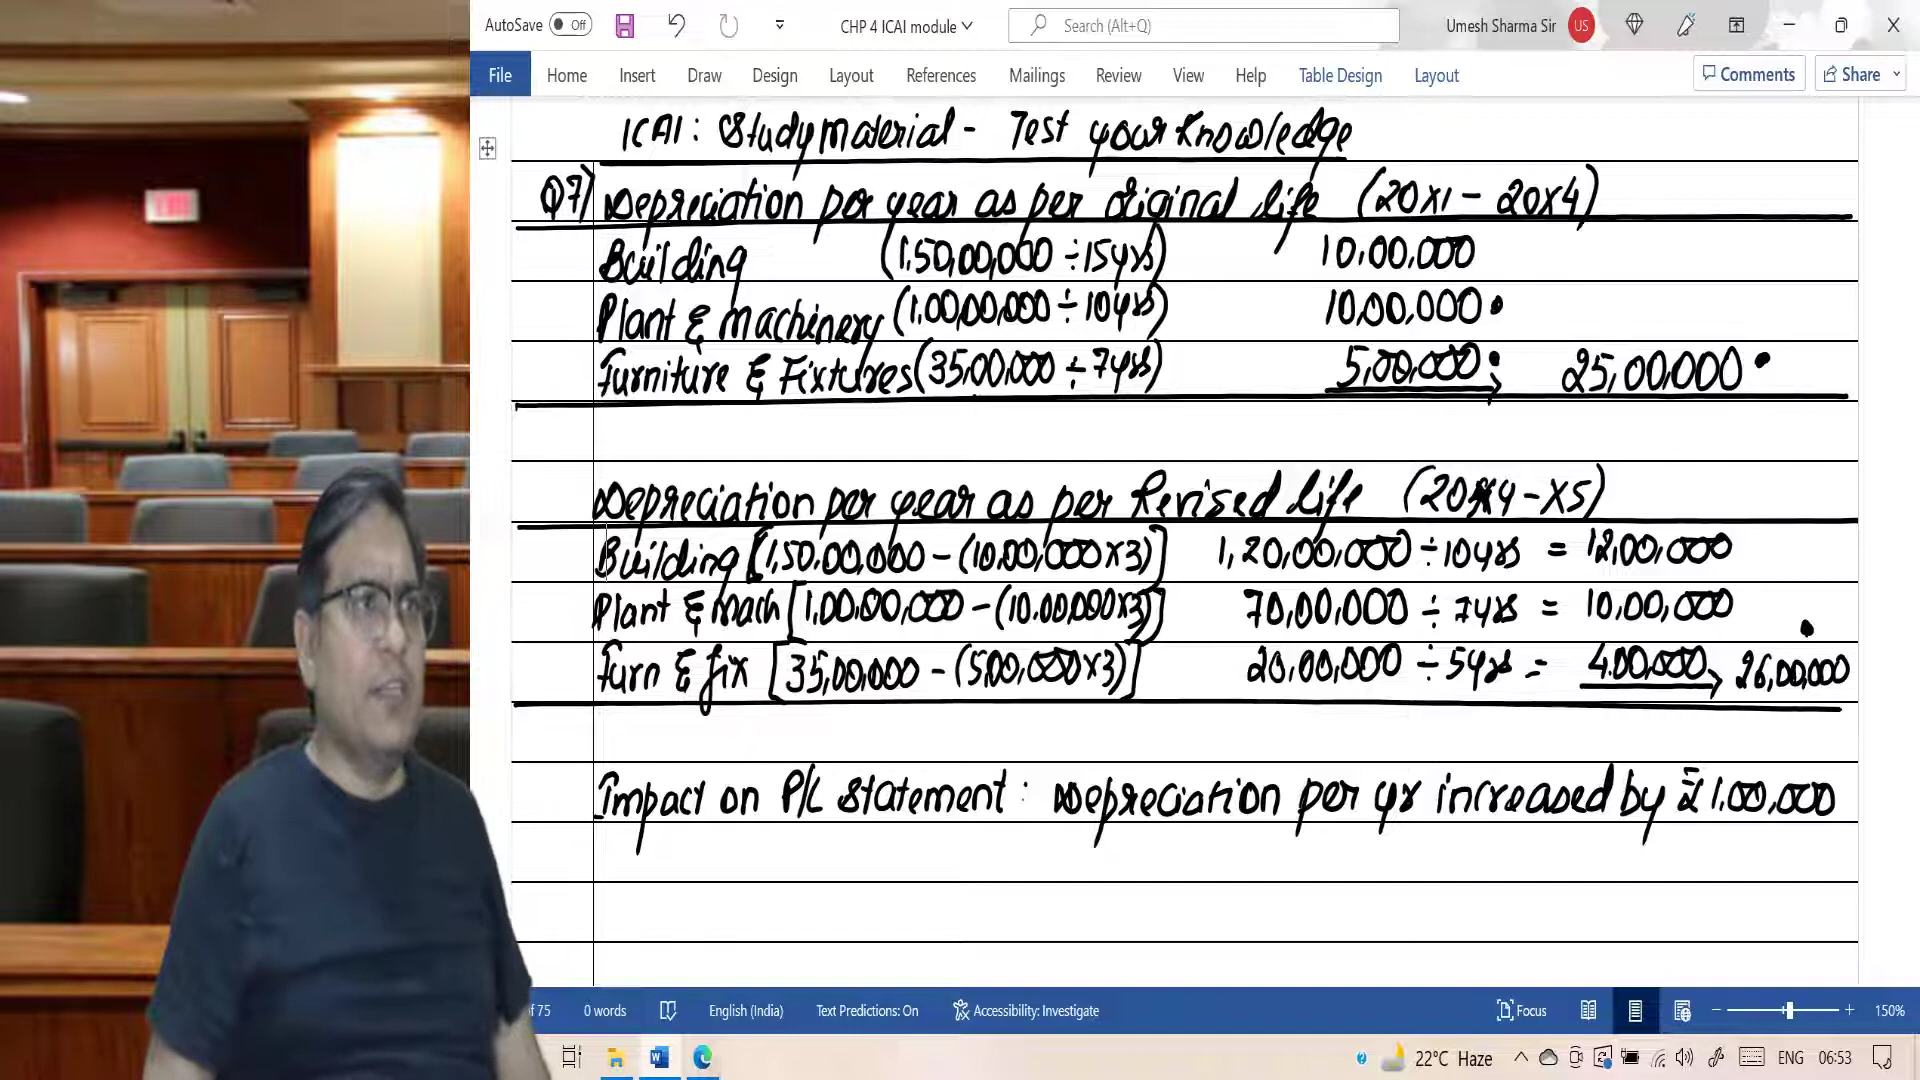 AutoSave Off CHP 4 ICAI module Search (Alt+Q) Umesh Sharma Sir US
File Home Insert Draw Design Layout References Mailings Review View Help Table Design Layout Comments Share
ICAI: Study Material - Test your Knowledge
Q7) Depreciation per year as per original life (20X1 - 20X4)
Building (1,50,00,000 ÷ 15yrs) 10,00,000
Plant & Machinery (1,00,00,000 ÷ 10yrs) 10,00,000
Furniture & Fixtures (35,00,000 ÷ 7yrs) 5,00,000 → 25,00,000
Depreciation per year as per Revised life (20X4 - X5)
Building [1,50,00,000 - (10,00,000x3)] 1,20,00,000 ÷ 10yrs = 12,00,000
Plant & Mach [1,00,00,000 - (10,00,000x3)] 70,00,000 ÷ 7yrs = 10,00,000
Furn & fix [35,00,000 - (5,00,000x3)] 20,00,000 ÷ 5yrs = 4,00,000 → 26,00,000
Impact on P/L Statement: Depreciation per yr increased by ₹ 1,00,000
of 75 0 words English (India) Text Predictions: On Accessibility: Investigate Focus 150%
22°C Haze ENG 06:53